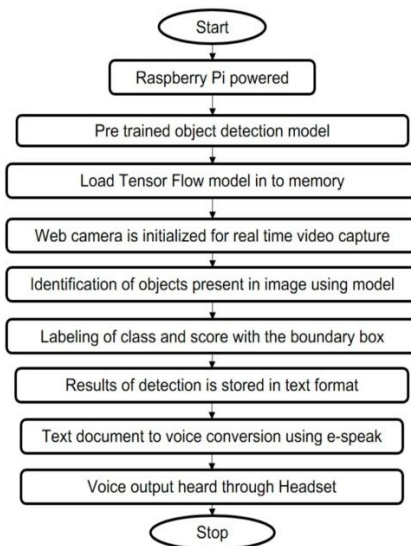 Start
Raspberry Pi powered
Pre trained object detection model
Load Tensor Flow model in to memory
Web camera is initialized for real time video capture
Identification of objects present in image using model
Labeling of class and score with the boundary box
Results of detection is stored in text format
Text document to voice conversion using e-speak
Voice output heard through Headset
Stop